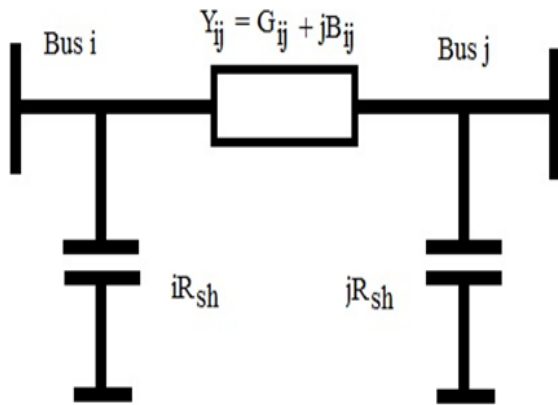 Bus i
Y_ij = G_ij + jB_ij
Bus j
iR_sh
jR_sh